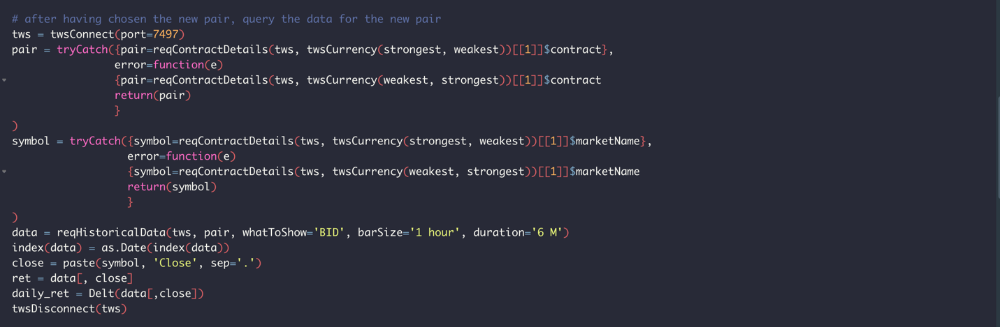 # after having chosen the new pair, query the data for the new pair
tws = twsConnect(port=7497)
pair = tryCatch({pair=reqContractDetails(tws, twsCurrency(strongest, weakest))[[1]]$contract},
                error=function(e)
                {pair=reqContractDetails(tws, twsCurrency(weakest, strongest))[[1]]$contract
                return(pair)
                }
)
symbol = tryCatch({symbol=reqContractDetails(tws, twsCurrency(strongest, weakest))[[1]]$marketName},
                  error=function(e)
                  {symbol=reqContractDetails(tws, twsCurrency(weakest, strongest))[[1]]$marketName
                  return(symbol)
                  }
)
data = reqHistoricalData(tws, pair, whatToShow='BID', barSize='1 hour', duration='6 M')
index(data) = as.Date(index(data))
close = paste(symbol, 'Close', sep='.')
ret = data[, close]
daily_ret = Delt(data[,close])
twsDisconnect(tws)